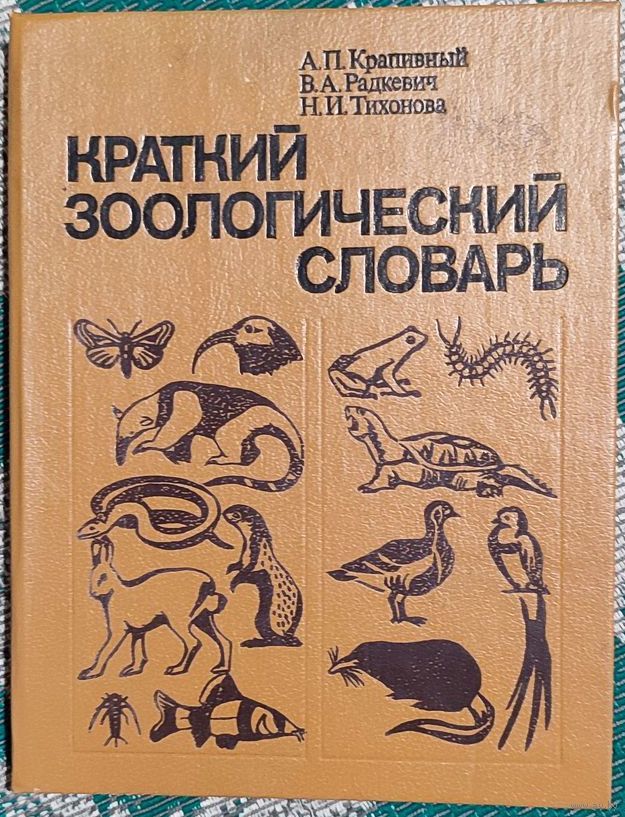 А.П.Крапивный
В.А.Радкевич
Н.И.Тихонова
КРАТКИЙ
ЗООЛОГИЧЕСКИЙ
СЛОВАРЬ